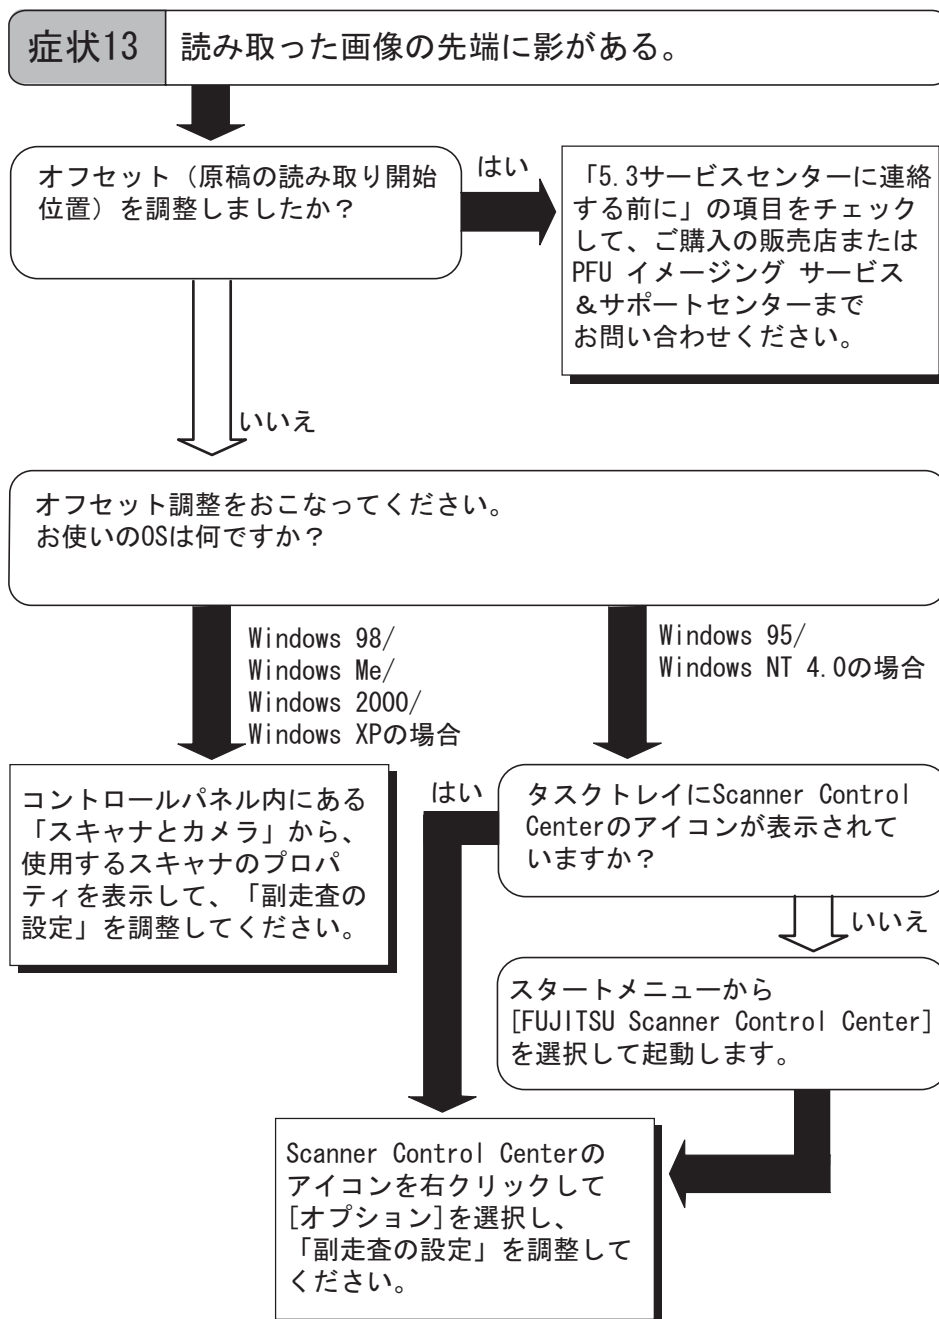 症状13
読み取った画像の先端に影がある。
オフセット（原稿の読み取り開始
位置）を調整しましたか？
はい
「5.3サービスセンターに連絡
する前に」の項目をチェック
して、ご購入の販売店または
PFU イメージング サービス
＆サポートセンターまで
お問い合わせください。
いいえ
オフセット調整をおこなってください。
お使いのOSは何ですか？
Windows 98/
Windows Me/
Windows 2000/
Windows XPの場合
Windows 95/
Windows NT 4.0の場合
コントロールパネル内にある
「スキャナとカメラ」から、
使用するスキャナのプロパ
ティを表示して、「副走査の
設定」を調整してください。
はい
タスクトレイにScanner Control
Centerのアイコンが表示されて
いますか？
いいえ
スタートメニューから
[FUJITSU Scanner Control Center]
を選択して起動します。
Scanner Control Centerの
アイコンを右クリックして
[オプション]を選択し、
「副走査の設定」を調整して
ください。